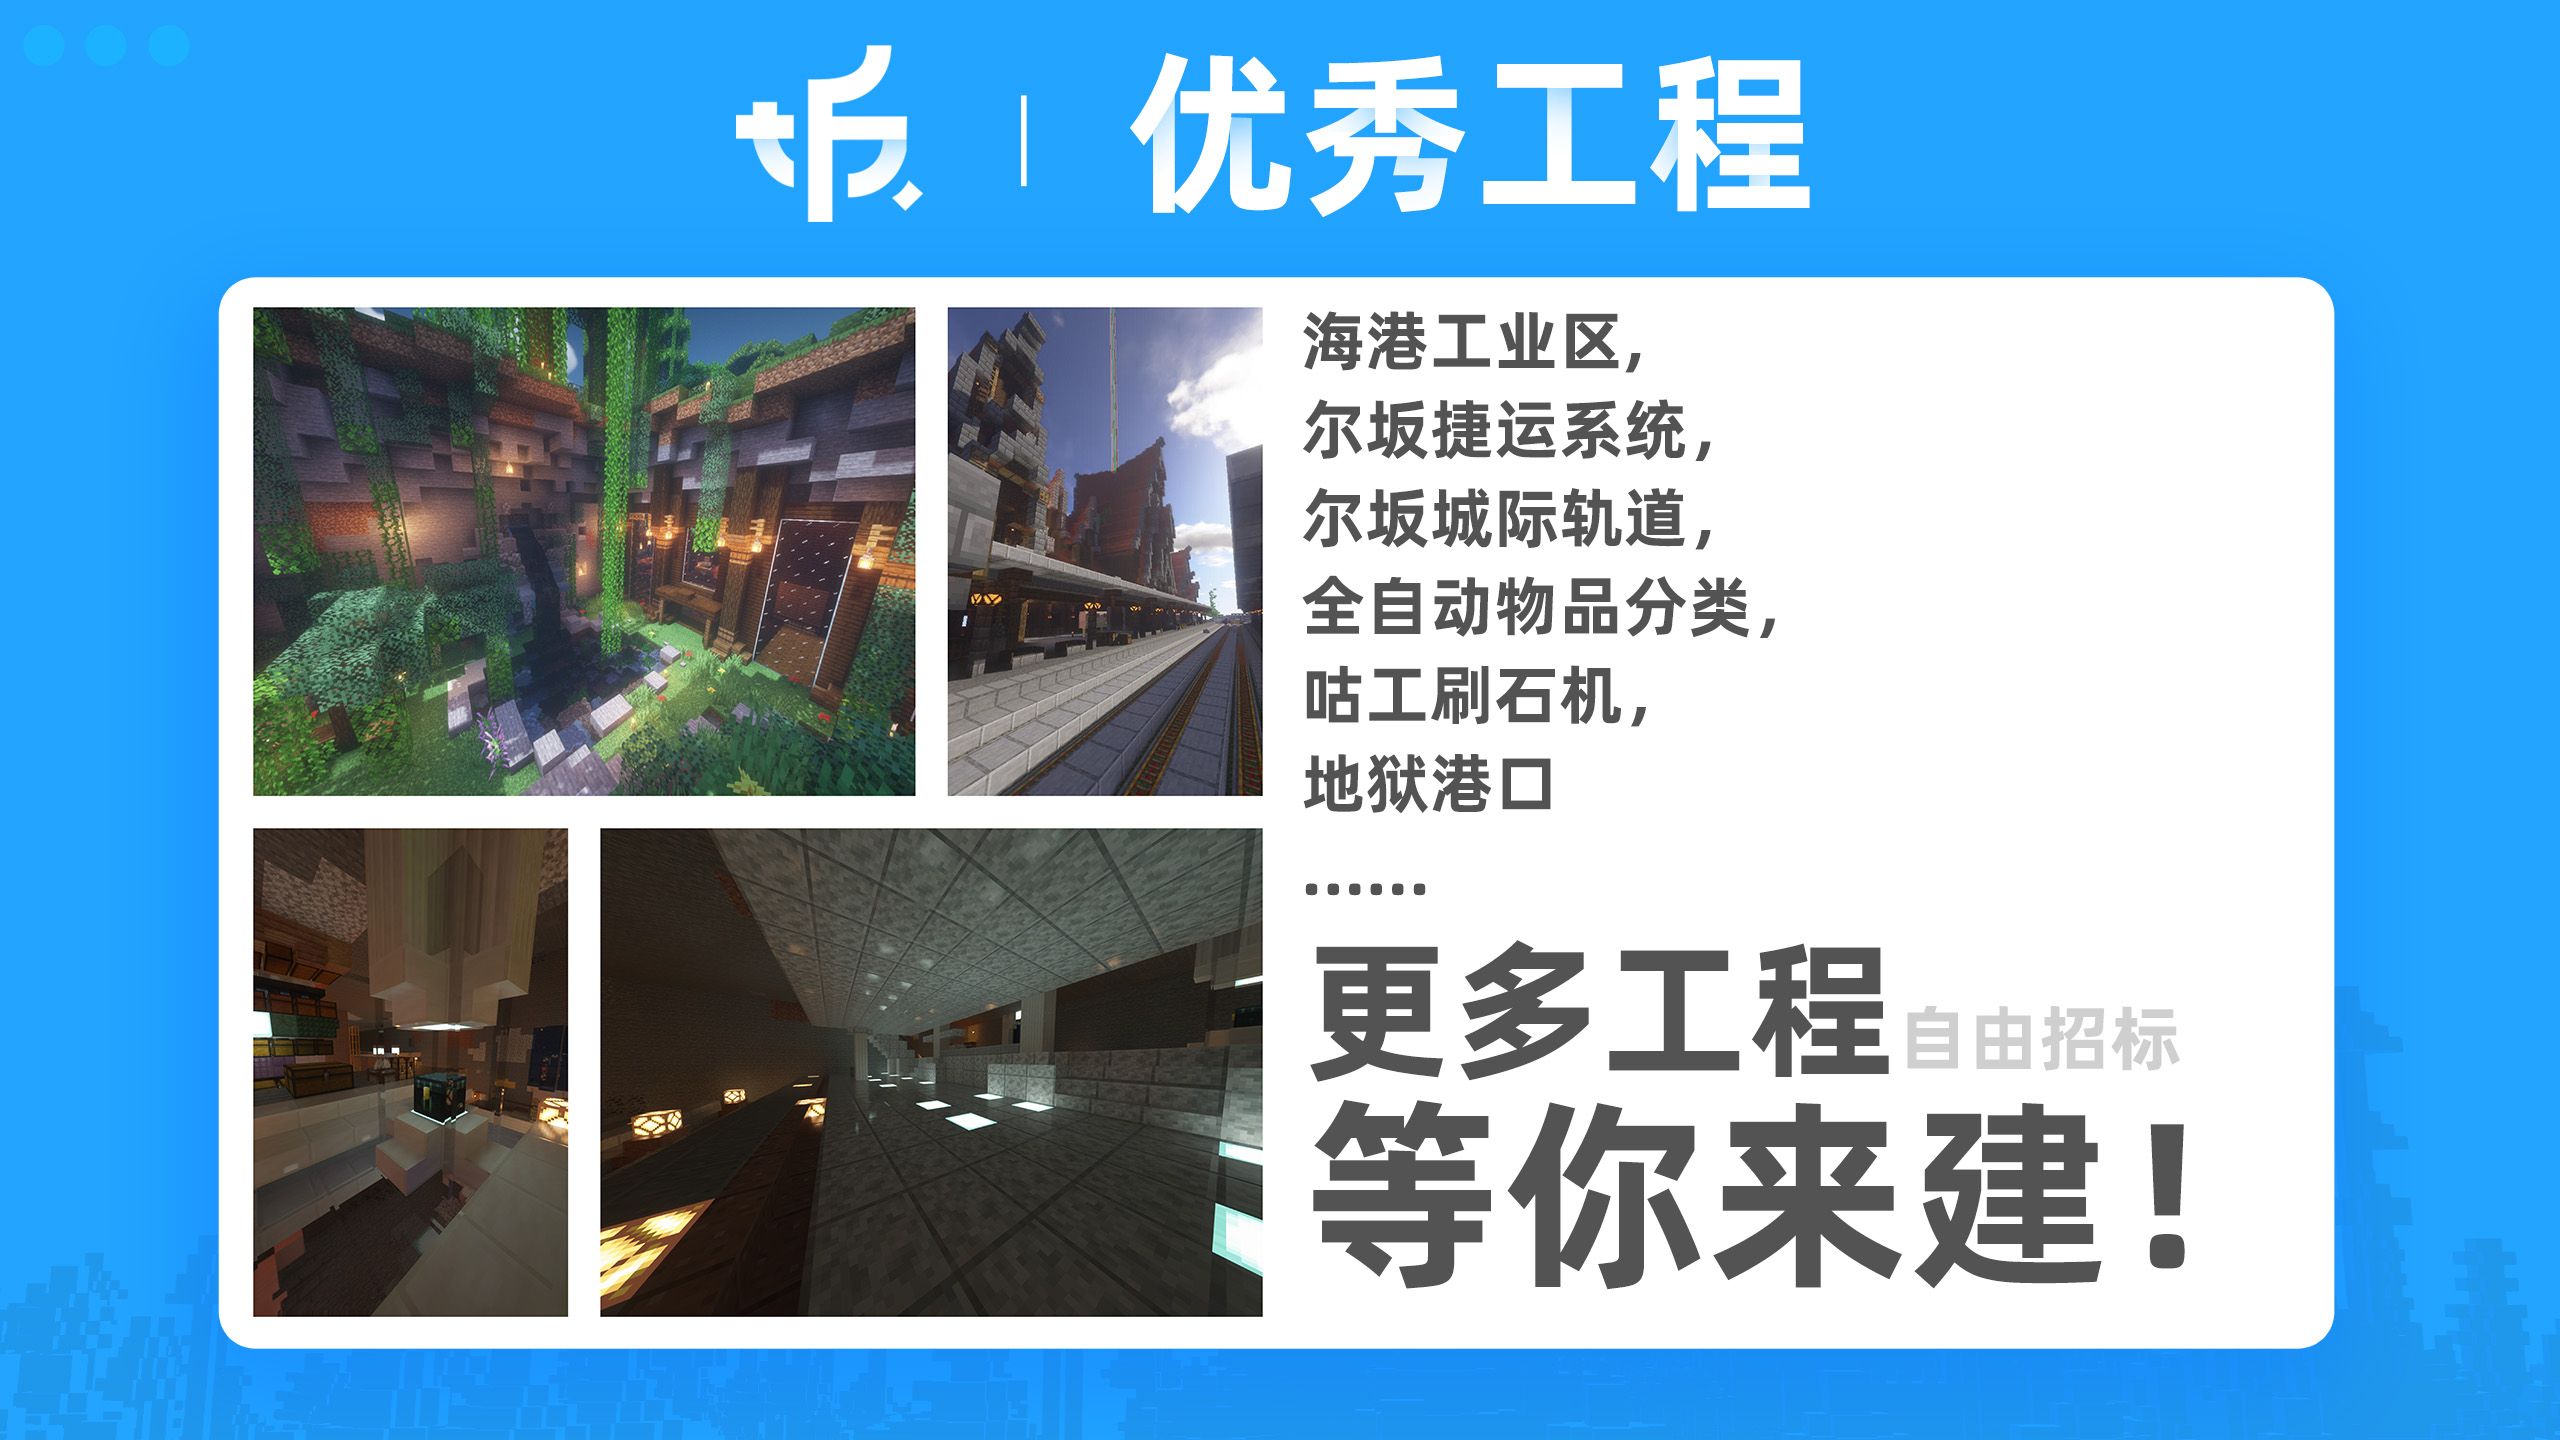 优秀工程
海港工业区，
尔坂捷运系统，
尔坂城际轨道，
全自动物品分类，
咕工刷石机，
地狱港口
……
更多工程 自由招标
等你来建！